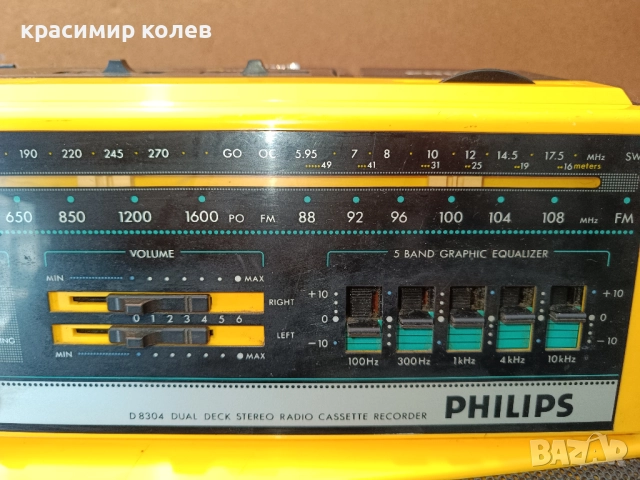 красимир колев
190 220 245 270 GO OC 5.95 7 8 10 12 14.5 17.5 MHz SW
49 41 31 25 19 16 meters
650 850 1200 1600 PO FM 88 92 96 100 104 108 MHz FM
VOLUME
5 BAND GRAPHIC EQUALIZER
MIN MAX
RIGHT
0 1 2 3 4 5 6
LEFT
MIN MAX
+10 +10
0 0
-10 -10
100Hz 300Hz 1kHz 4kHz 10kHz
D8304 DUAL DECK STEREO RADIO CASSETTE RECORDER PHILIPS
BAZAR